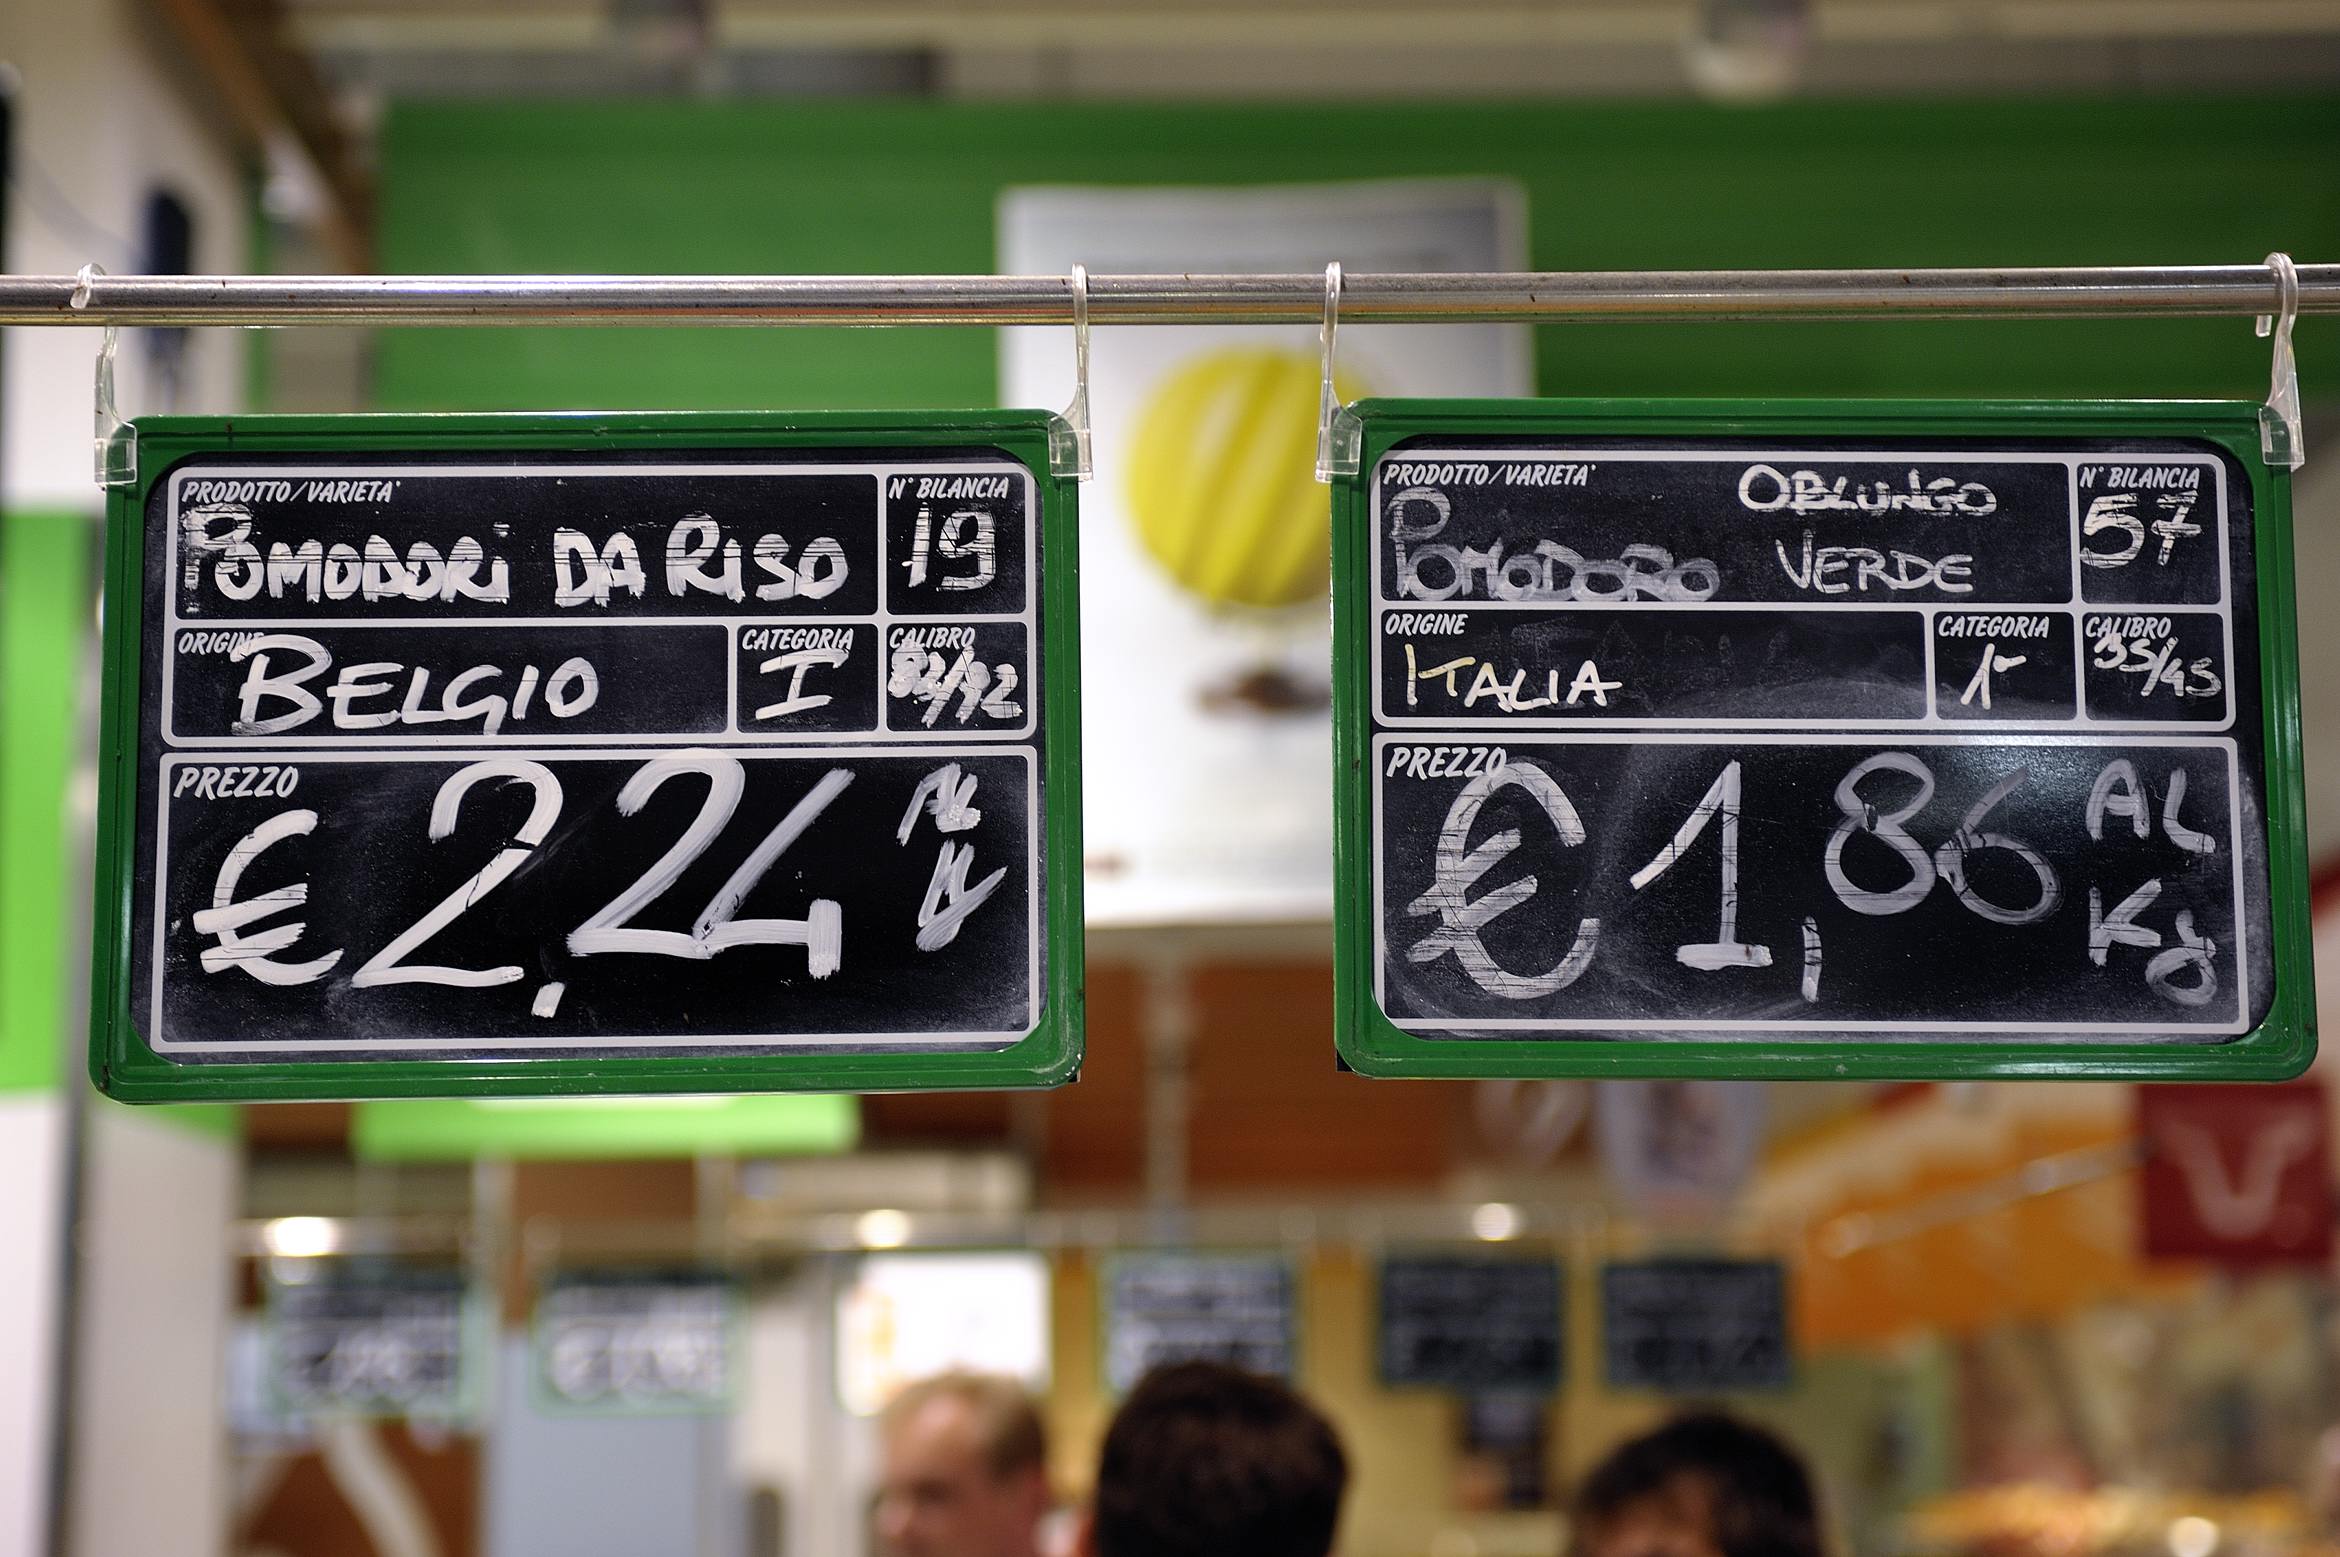 PRODOTTO/VARIETA'
POMODORi DA RISO
N° BILANCIA
19
ORIGINE
BELGIO
CATEGORIA
I
CALIBRO
PREZZO
€ 2,24
PRODOTTO/VARIETA'
POMODORO OBLUNGO
VERDE
N° BILANCIA
57
ORIGINE
ITALIA
CATEGORIA
1ª
CALIBRO
35/45
PREZZO
€ 1,86 AL
Kg